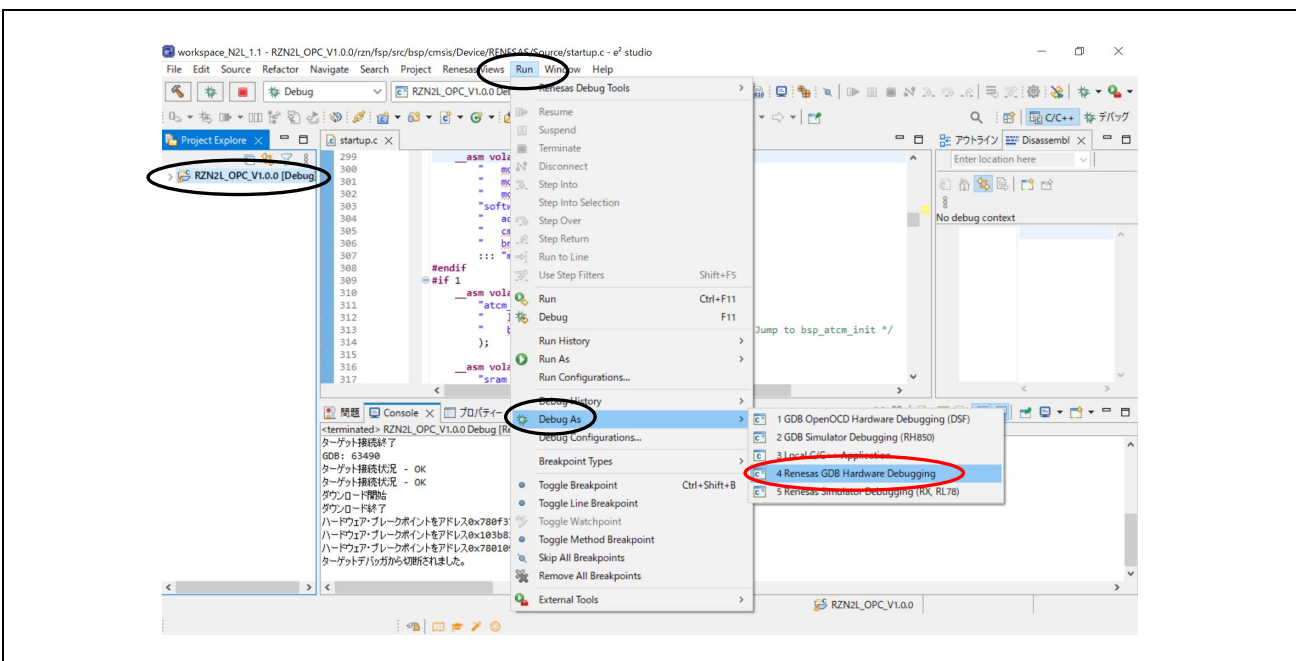 workspace_N2L_1.1 - RZN2L_OPC_V1.0.0/rzn/fsp/src/bsp/cmsis/Device/RENESAS/Source/startup.c - e² studio
File Edit Source Refactor Navigate Search Project Renesas Views Run Window Help
Debug
RZN2L_OPC_V1.0.0 De
C/C++
デバッグ
Project Explore
startup.c
アウトライン
Disassembl
Enter location here
RZN2L_OPC_V1.0.0 [Debug]
No debug context
299 __asm vola
300
301
302
303 "softw
304
305
306
307 ::: "m
308 #endif
309 #if 1
310 __asm vola
311 "atcm_
312
313 Jump to bsp_atcm_init */
314 );
315
316 __asm vola
317 "sram
Renesas Debug Tools
Resume
Suspend
Terminate
Disconnect
Step Into
Step Into Selection
Step Over
Step Return
Run to Line
Use Step Filters Shift+F5
Run Ctrl+F11
Debug F11
Run History
Run As
Run Configurations...
Debug History
Debug As
Debug Configurations...
Breakpoint Types
Toggle Breakpoint Ctrl+Shift+B
Toggle Line Breakpoint
Toggle Watchpoint
Toggle Method Breakpoint
Skip All Breakpoints
Remove All Breakpoints
External Tools
1 GDB OpenOCD Hardware Debugging (DSF)
2 GDB Simulator Debugging (RH850)
3 Local C/C++ Application
4 Renesas GDB Hardware Debugging
5 Renesas Simulator Debugging (RX, RL78)
問題
Console
プロパティー
<terminated> RZN2L_OPC_V1.0.0 Debug [Re
ターゲット接続終了
GDB: 63490
ターゲット接続状況 - OK
ターゲット接続状況 - OK
ダウンロード開始
ダウンロード終了
ハードウェア・ブレークポイントをアドレス0x780f3
ハードウェア・ブレークポイントをアドレス0x103b8
ハードウェア・ブレークポイントをアドレス0x78010
ターゲットデバッガから切断されました。
RZN2L_OPC_V1.0.0